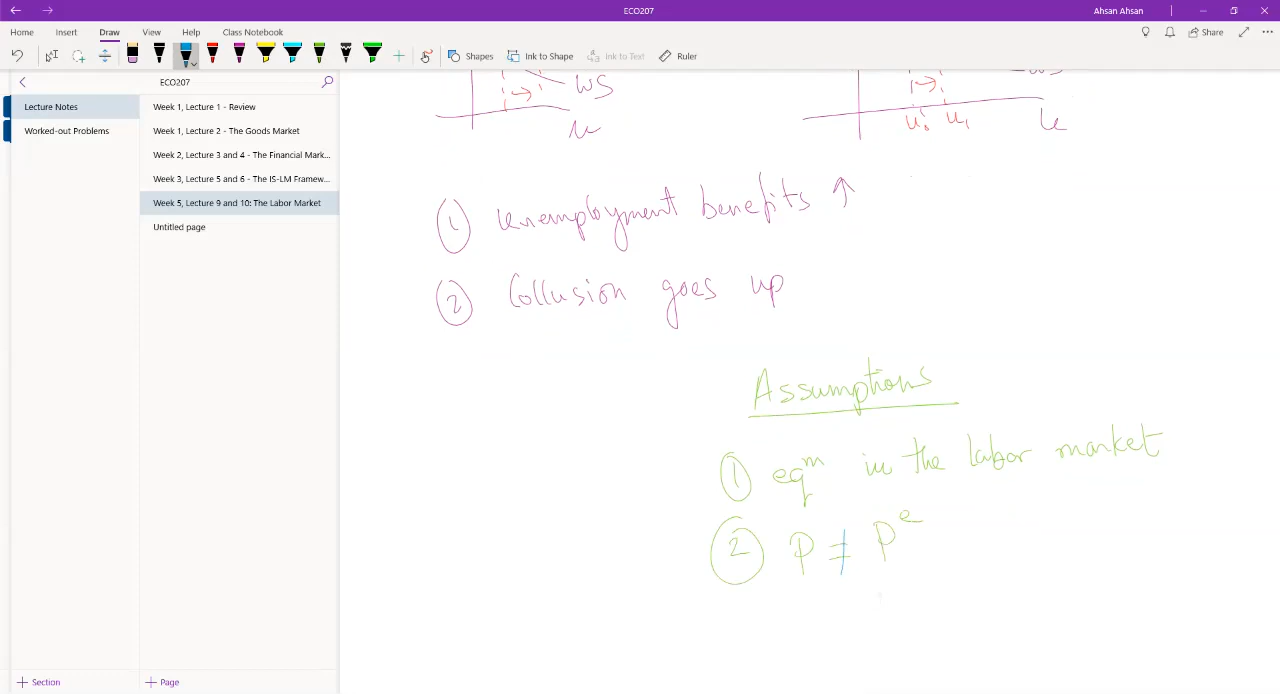 ECO207
Ahsan Ahsan
Home Insert Draw View Help Class Notebook
Share
Shapes Ink to Shape Ink to Text Ruler
ECO207
Lecture Notes
Worked-out Problems
Week 1, Lecture 1 - Review
Week 1, Lecture 2 - The Goods Market
Week 2, Lecture 3 and 4 - The Financial Mark...
Week 3, Lecture 5 and 6 - The IS-LM Framew...
Week 5, Lecture 9 and 10: The Labor Market
Untitled page
WS
u
WS
u₀ u₁ u
① Unemployment benefits ↑
② Collusion goes up
Assumptions
① eqᵐ in the labor market
② P ≠ Pᵉ
Section
Page